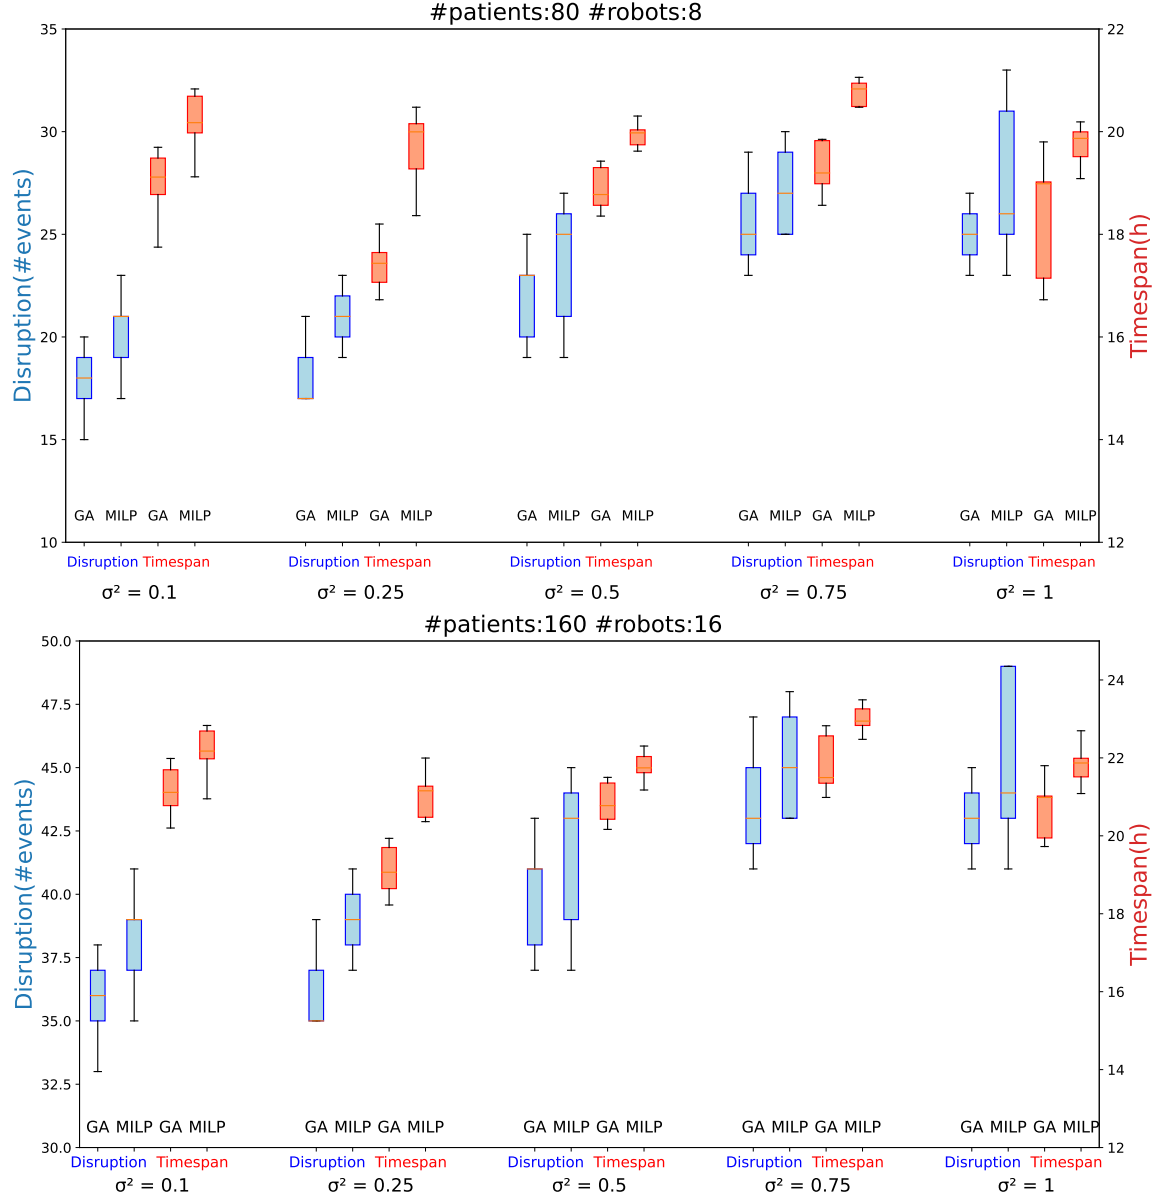 #patients:80 #robots:8
35
30
25
20
15
10
Disruption(#events)
22
20
18
16
14
12
Timespan(h)
GA MILP GA MILP GA MILP GA MILP GA MILP GA MILP GA MILP GA MILP GA MILP GA MILP
Disruption Timespan Disruption Timespan Disruption Timespan Disruption Timespan Disruption Timespan
σ² = 0.1 σ² = 0.25 σ² = 0.5 σ² = 0.75 σ² = 1
#patients:160 #robots:16
50.0
47.5
45.0
42.5
40.0
37.5
35.0
32.5
30.0
Disruption(#events)
24
22
20
18
16
14
12
Timespan(h)
GA MILP GA MILP GA MILP GA MILP GA MILP GA MILP GA MILP GA MILP GA MILP GA MILP
Disruption Timespan Disruption Timespan Disruption Timespan Disruption Timespan Disruption Timespan
σ² = 0.1 σ² = 0.25 σ² = 0.5 σ² = 0.75 σ² = 1